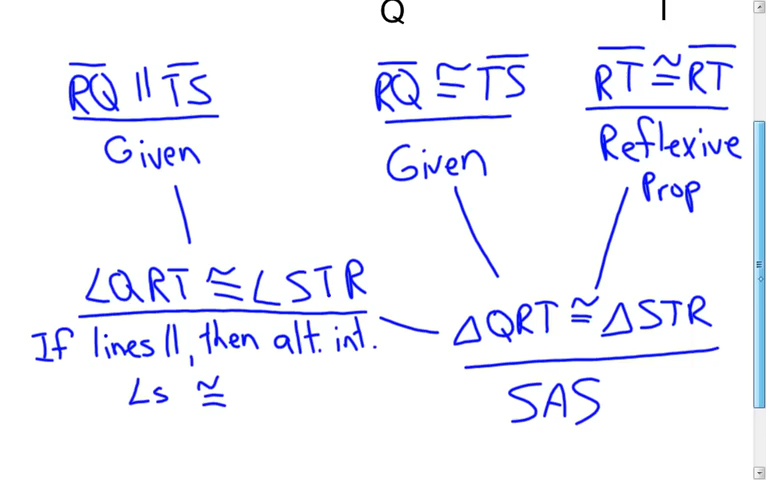 Q T
RQ || TS
Given
RQ ≅ TS
Given
RT ≅ RT
Reflexive
Prop
∠QRT ≅ ∠STR
If lines ||, then alt. int.
∠s ≅
△QRT ≅ △STR
SAS